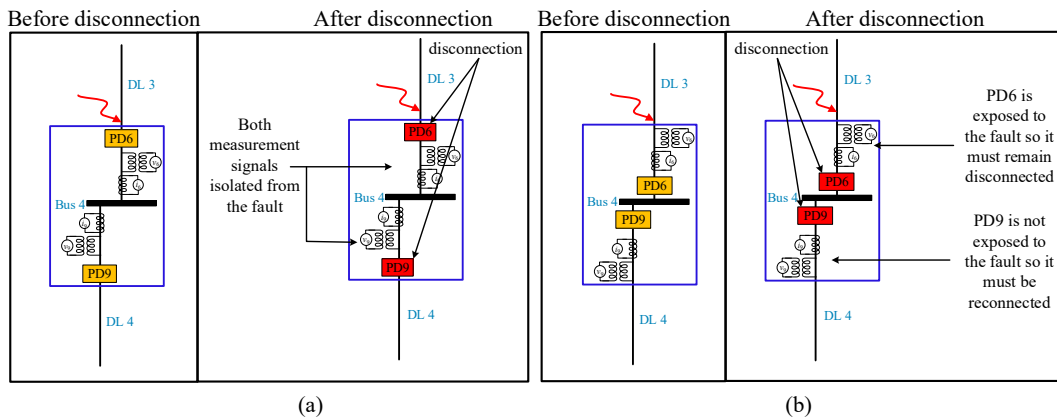 Before disconnection
After disconnection
DL 3
PD6
Bus 4
PD9
DL 4
disconnection
DL 3
Both
measurement
signals
isolated from
the fault
PD6
Bus 4
PD9
DL 4
(a)
Before disconnection
After disconnection
DL 3
PD6
Bus 4
PD9
DL 4
disconnection
DL 3
PD6
Bus 4
PD9
DL 4
PD6 is
exposed to
the fault so it
must remain
disconnected
PD9 is not
exposed to
the fault so it
must be
reconnected
(b)